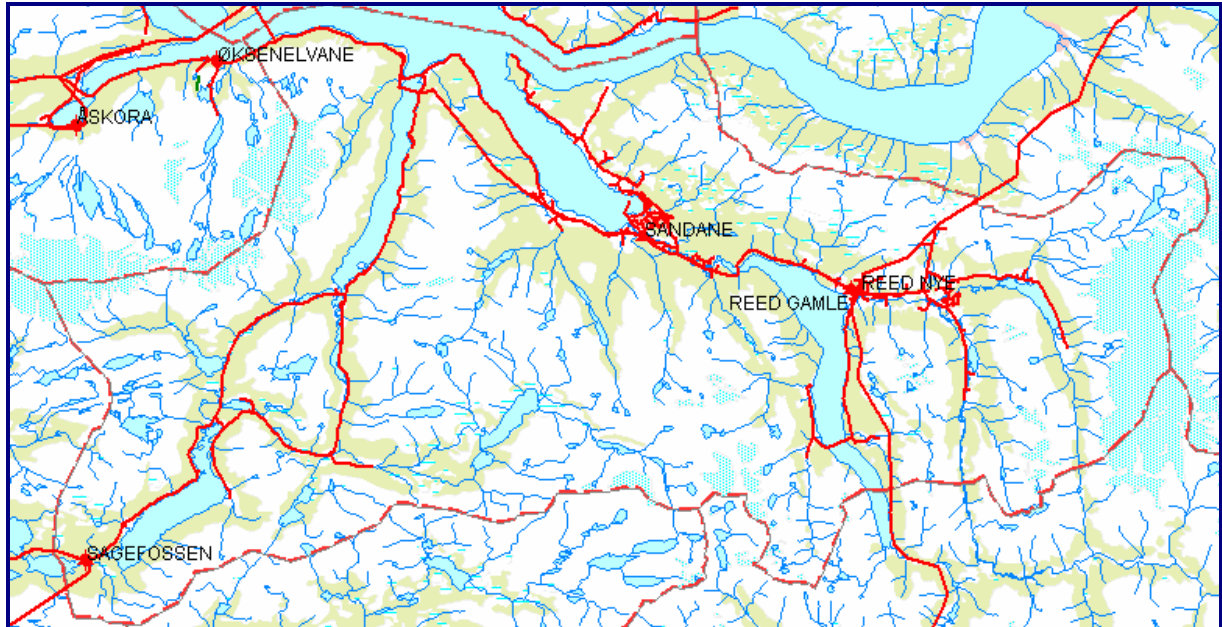 ØKSENELVANE
ÅSKORA
SANDANE
REED NYE
REED GAMLE
SAGEFOSSEN